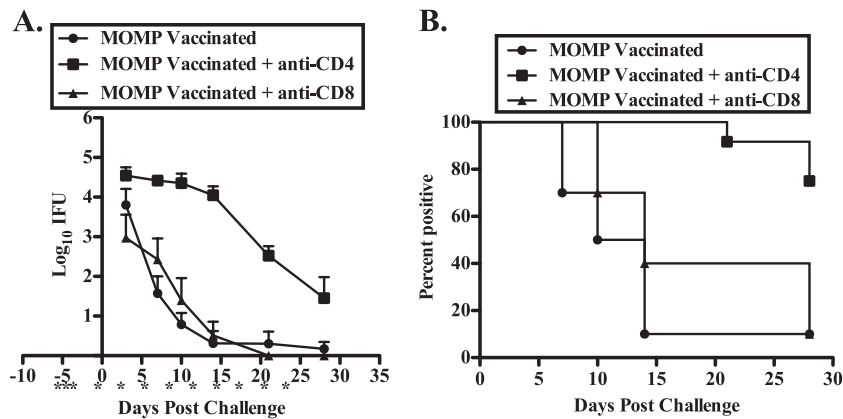 A.
MOMP Vaccinated
MOMP Vaccinated + anti-CD4
MOMP Vaccinated + anti-CD8
6
5
4
3
2
1
Log10 IFU
-10 -5 0 5 10 15 20 25 30 35
*** * * * * * * * * *
Days Post Challenge
B.
MOMP Vaccinated
MOMP Vaccinated + anti-CD4
MOMP Vaccinated + anti-CD8
100
80
60
40
20
0
Percent positive
0 5 10 15 20 25 30
Days Post Challenge